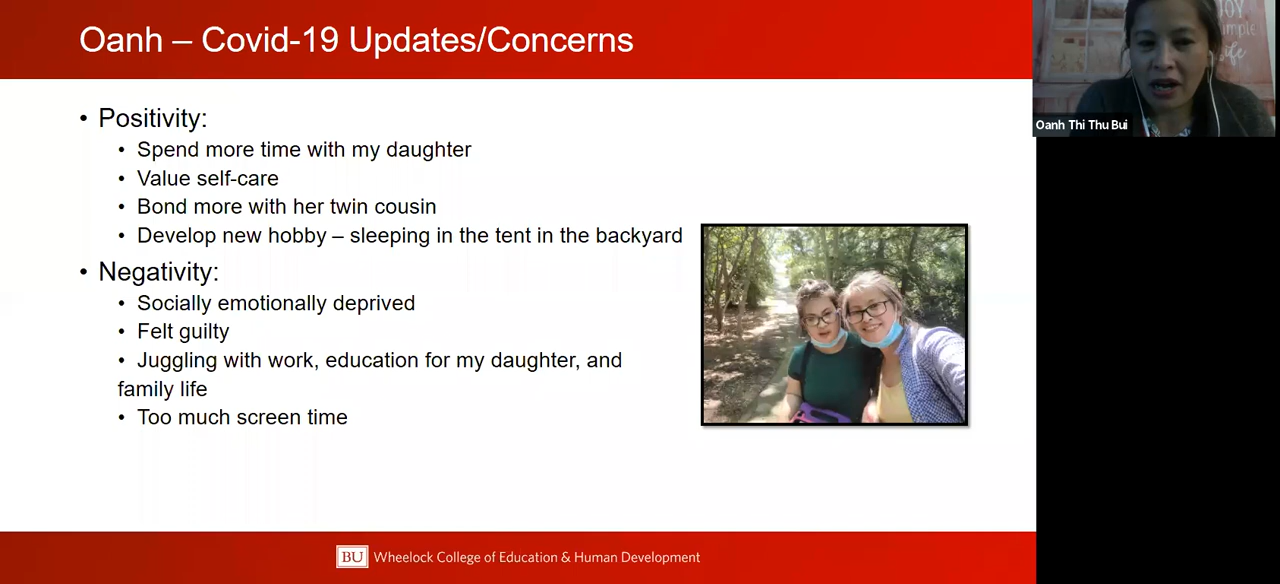 Oanh – Covid-19 Updates/Concerns
• Positivity:
• Spend more time with my daughter
• Value self-care
• Bond more with her twin cousin
• Develop new hobby – sleeping in the tent in the backyard
• Negativity:
• Socially emotionally deprived
• Felt guilty
• Juggling with work, education for my daughter, and
family life
• Too much screen time
BU Wheelock College of Education & Human Development
JOY
simple
life
Oanh Thi Thu Bui